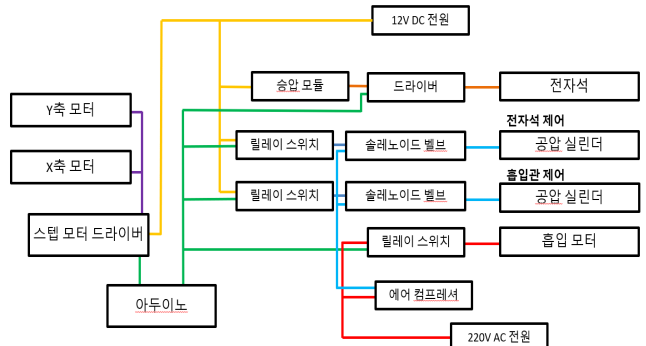 12V DC 전원
승압 모듈
드라이버
전자석
Y축 모터
전자석 제어
릴레이 스위치
솔레노이드 벨브
공압 실린더
X축 모터
흡입관 제어
릴레이 스위치
솔레노이드 벨브
공압 실린더
스텝 모터 드라이버
릴레이 스위치
흡입 모터
아두이노
에어 컴프레셔
220V AC 전원